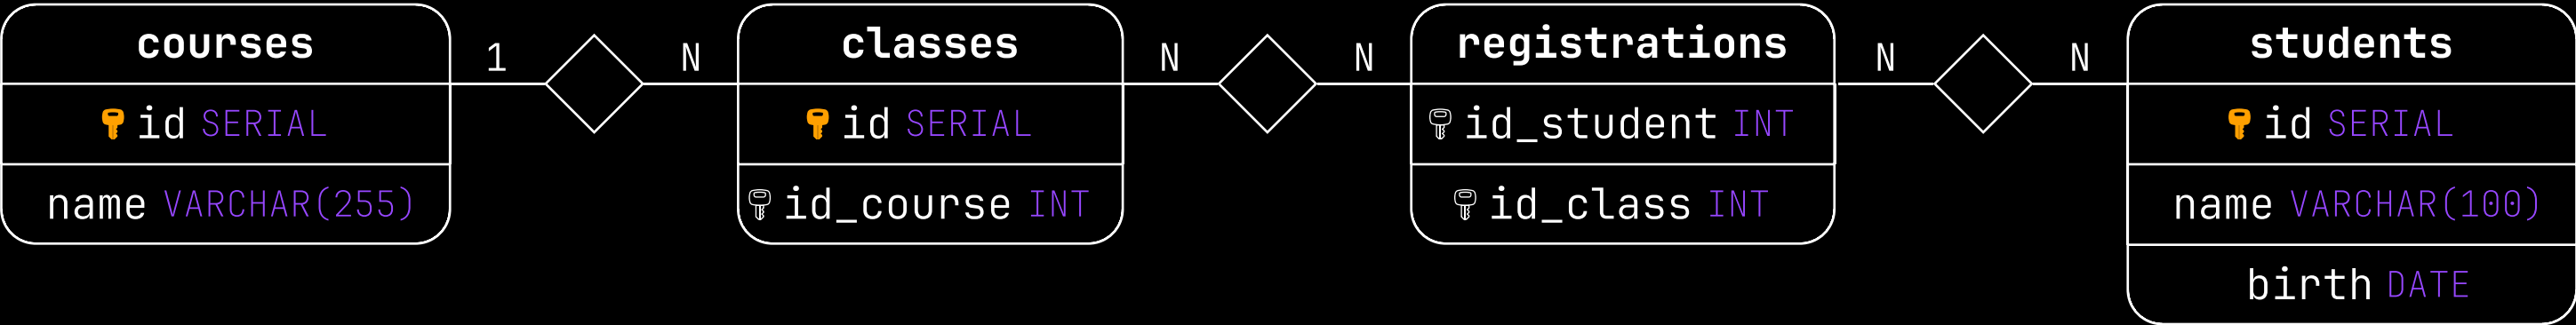 courses
1
N
classes
N
N
registrations
N
N
students
id SERIAL
id SERIAL
id_student INT
id SERIAL
name VARCHAR(255)
id_course INT
id_class INT
name VARCHAR(100)
birth DATE